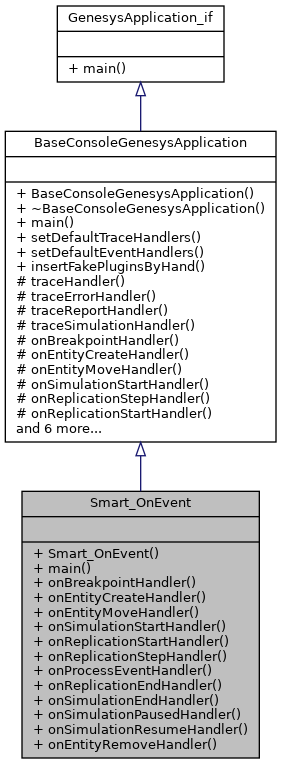 GenesysApplication_if
+ main()
BaseConsoleGenesysApplication
+ BaseConsoleGenesysApplication()
+ ~BaseConsoleGenesysApplication()
+ main()
+ setDefaultTraceHandlers()
+ setDefaultEventHandlers()
+ insertFakePluginsByHand()
# traceHandler()
# traceErrorHandler()
# traceReportHandler()
# traceSimulationHandler()
# onBreakpointHandler()
# onEntityCreateHandler()
# onEntityMoveHandler()
# onSimulationStartHandler()
# onReplicationStepHandler()
# onReplicationStartHandler()
and 6 more...
Smart_OnEvent
+ Smart_OnEvent()
+ main()
+ onBreakpointHandler()
+ onEntityCreateHandler()
+ onEntityMoveHandler()
+ onSimulationStartHandler()
+ onReplicationStartHandler()
+ onReplicationStepHandler()
+ onProcessEventHandler()
+ onReplicationEndHandler()
+ onSimulationEndHandler()
+ onSimulationPausedHandler()
+ onSimulationResumeHandler()
+ onEntityRemoveHandler()